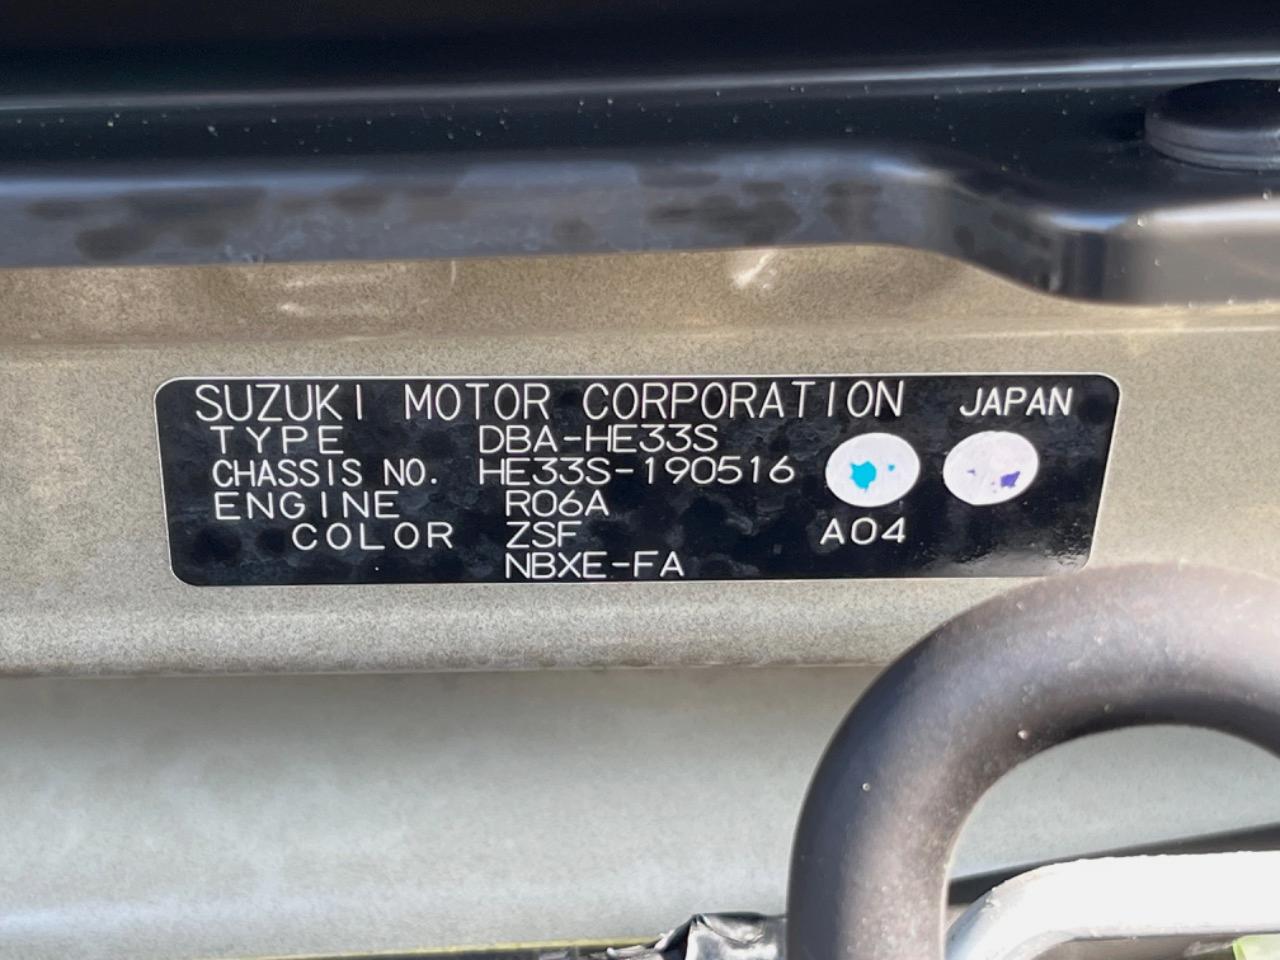 SUZUKI MOTOR CORPORATION JAPAN
TYPE DBA-HE33S
CHASSIS NO. HE33S-190516
ENGINE R06A
COLOR ZSF A04
NBXE-FA